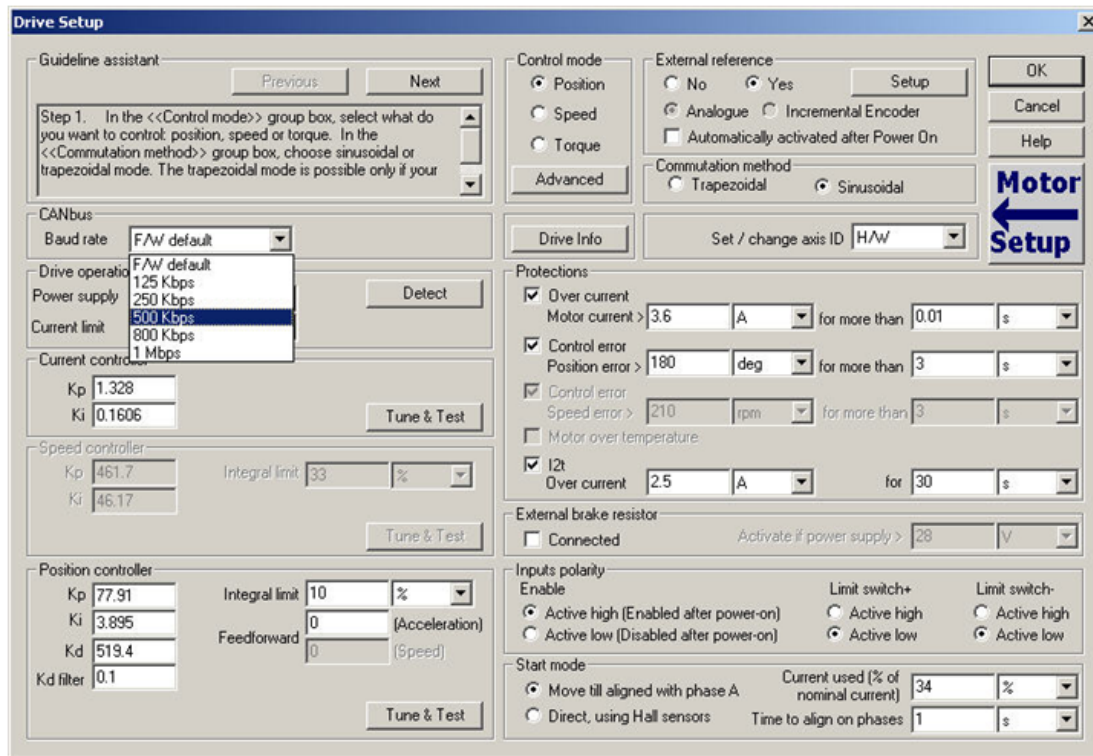 Drive Setup
Guideline assistant
Previous
Next
Step 1. In the <<Control mode>> group box, select what do
you want to control: position, speed or torque. In the
<<Commutation method>> group box, choose sinusoidal or
trapezoidal mode. The trapezoidal mode is possible only if your
Control mode
Position
Speed
Torque
Advanced
External reference
No Yes Setup
Analogue Incremental Encoder
Automatically activated after Power On
Commutation method
Trapezoidal Sinusoidal
OK
Cancel
Help
Motor
Setup
CANbus
Baud rate F/W default
F/W default
125 Kbps
250 Kbps
500 Kbps
800 Kbps
1 Mbps
Drive Info
Set / change axis ID H/W
Drive operatio
Power supply
Detect
Current limit
Current controller
Kp 1.328
Ki 0.1606
Tune & Test
Speed controller
Kp 461.7 Integral limit 33 %
Ki 46.17
Tune & Test
Position controller
Kp 77.91 Integral limit 10 %
Ki 3.895 0 (Acceleration)
Feedforward
Kd 519.4 0 (Speed)
Kd filter 0.1
Tune & Test
Protections
Over current
Motor current > 3.6 A for more than 0.01 s
Control error
Position error > 180 deg for more than 3 s
Control error
Speed error > 210 rpm for more than 3 s
Motor over temperature
I2t
Over current 2.5 A for 30 s
External brake resistor
Connected Activate if power supply > 28 V
Inputs polarity
Enable Limit switch+ Limit switch-
Active high (Enabled after power-on) Active high Active high
Active low (Disabled after power-on) Active low Active low
Start mode
Move till aligned with phase A Current used (% of
nominal current) 34 %
Direct, using Hall sensors Time to align on phases 1 s